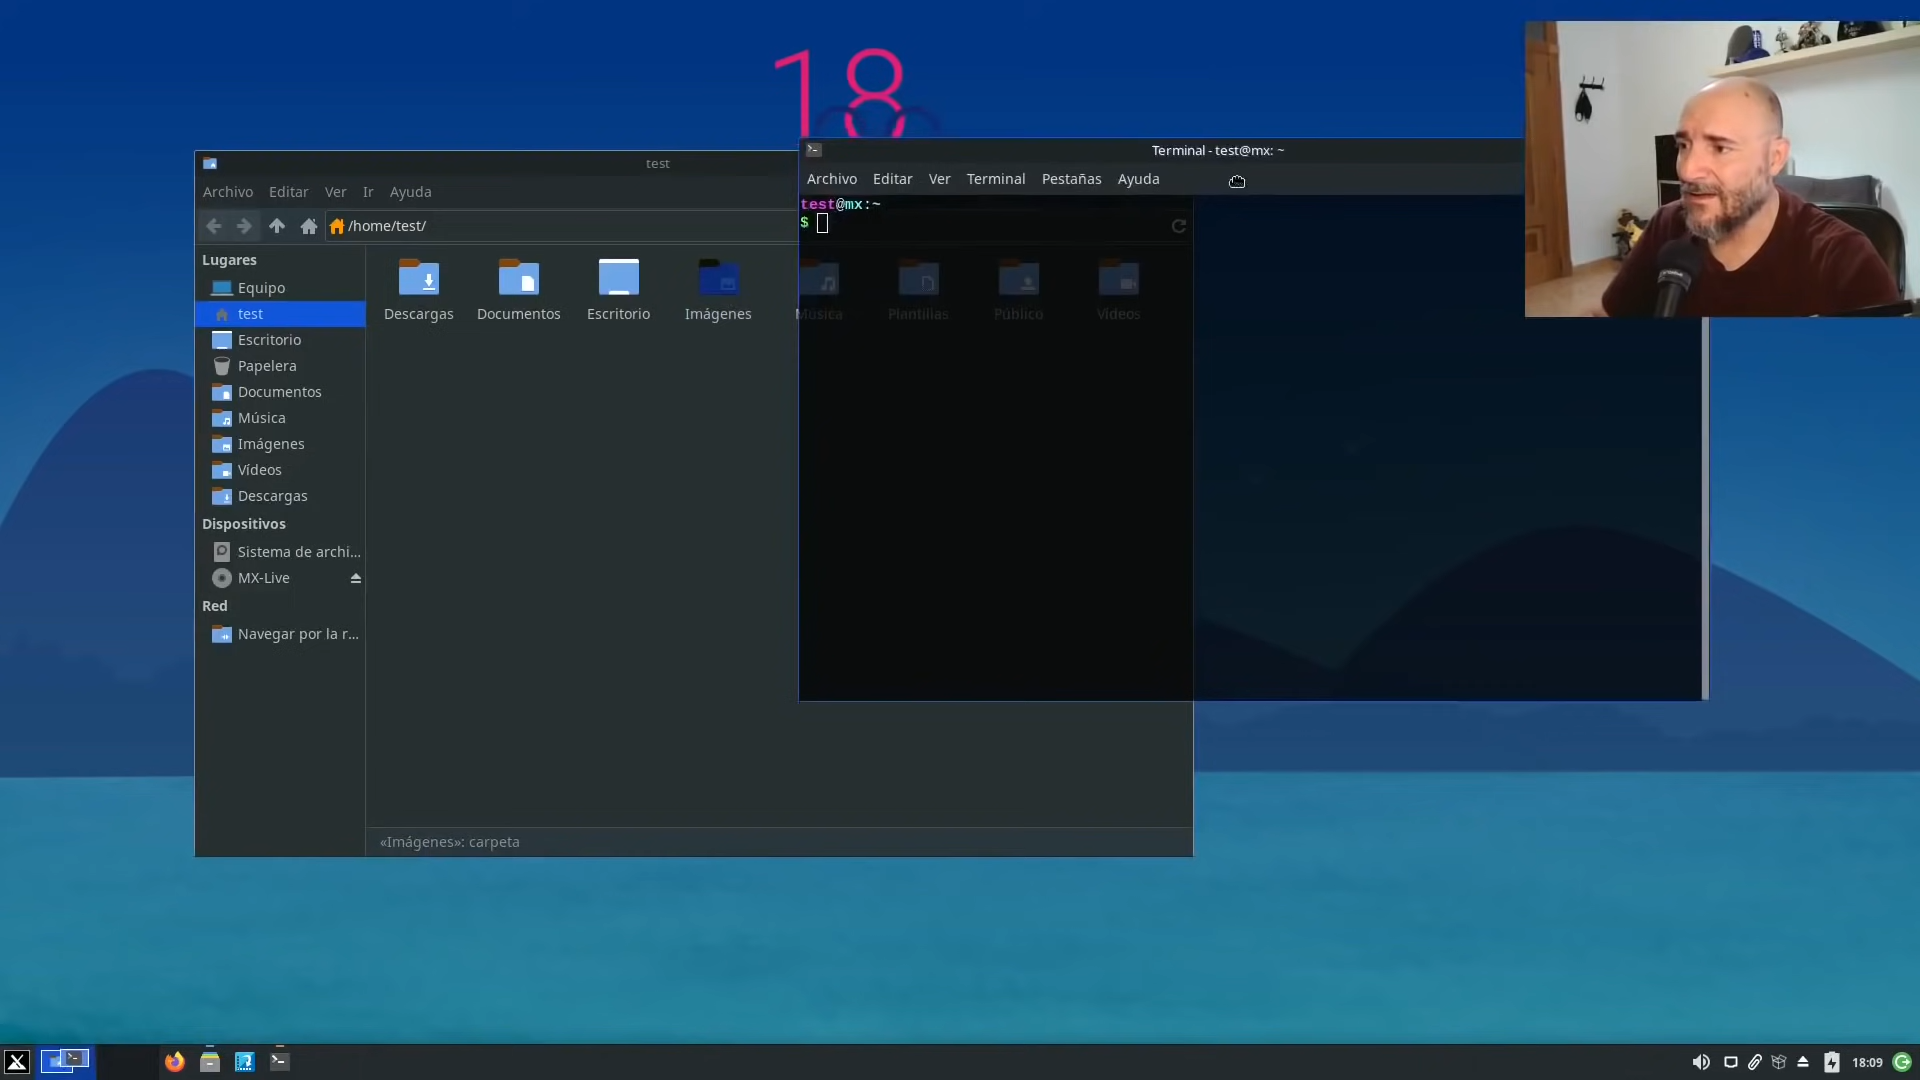 18
test
Archivo Editar Ver Ir Ayuda
/home/test/
Lugares
Equipo
test
Escritorio
Papelera
Documentos
Música
Imágenes
Vídeos
Descargas
Dispositivos
Sistema de archi...
MX-Live
Red
Navegar por la r...
Descargas Documentos Escritorio Imágenes Música Plantillas Público Vídeos
«Imágenes»: carpeta
Terminal - test@mx: ~
Archivo Editar Ver Terminal Pestañas Ayuda
test@mx:~
$
18:09